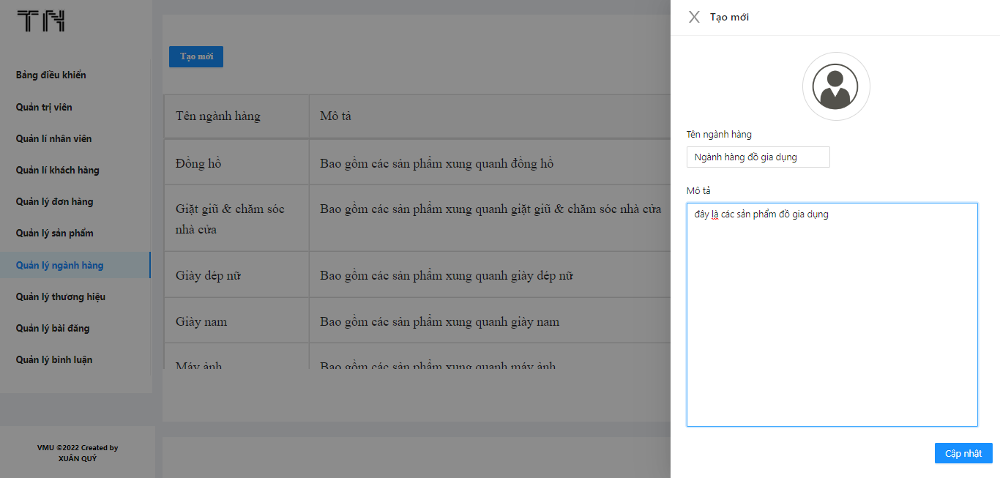 TN
Bảng điều khiển
Quản trị viên
Quản lí nhân viên
Quản lí khách hàng
Quản lý đơn hàng
Quản lý sản phẩm
Quản lý ngành hàng
Quản lý thương hiệu
Quản lý bài đăng
Quản lý bình luận
VMU ©2022 Created by
XUÂN QUÝ
Tạo mới
Tên ngành hàng Mô tả
Đồng hồ Bao gồm các sản phẩm xung quanh đồng hồ
Giặt giũ & chăm sóc Bao gồm các sản phẩm xung quanh giặt giũ & chăm sóc nhà cửa
nhà cửa
Giày dép nữ Bao gồm các sản phẩm xung quanh giày dép nữ
Giày nam Bao gồm các sản phẩm xung quanh giày nam
Máy ảnh Bao gồm các sản phẩm xung quanh máy ảnh
X Tạo mới
Tên ngành hàng
Ngành hàng đồ gia dụng
Mô tả
đây là các sản phẩm đồ gia dụng
Cập nhật